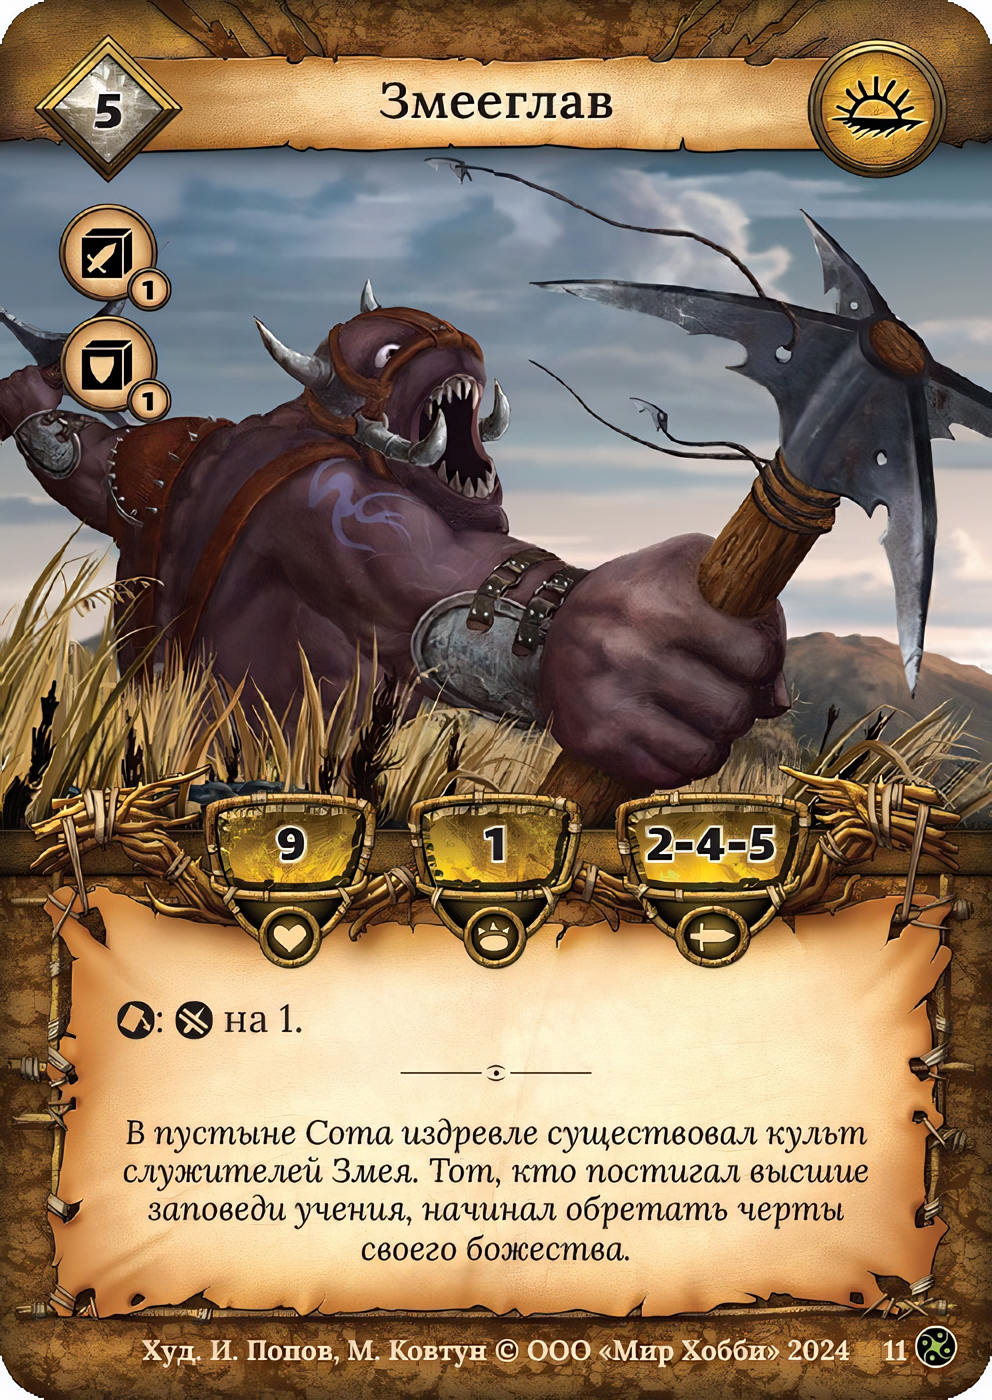 5
Змееглав
1
1
9
1
2-4-5
: на 1.
В пустыне Сота издревле существовал культ
служителей Змея. Тот, кто постигал высшие
заповеди учения, начинал обретать черты
своего божества.
Худ. И. Попов, М. Ковтун © ООО «Мир Хобби» 2024 11